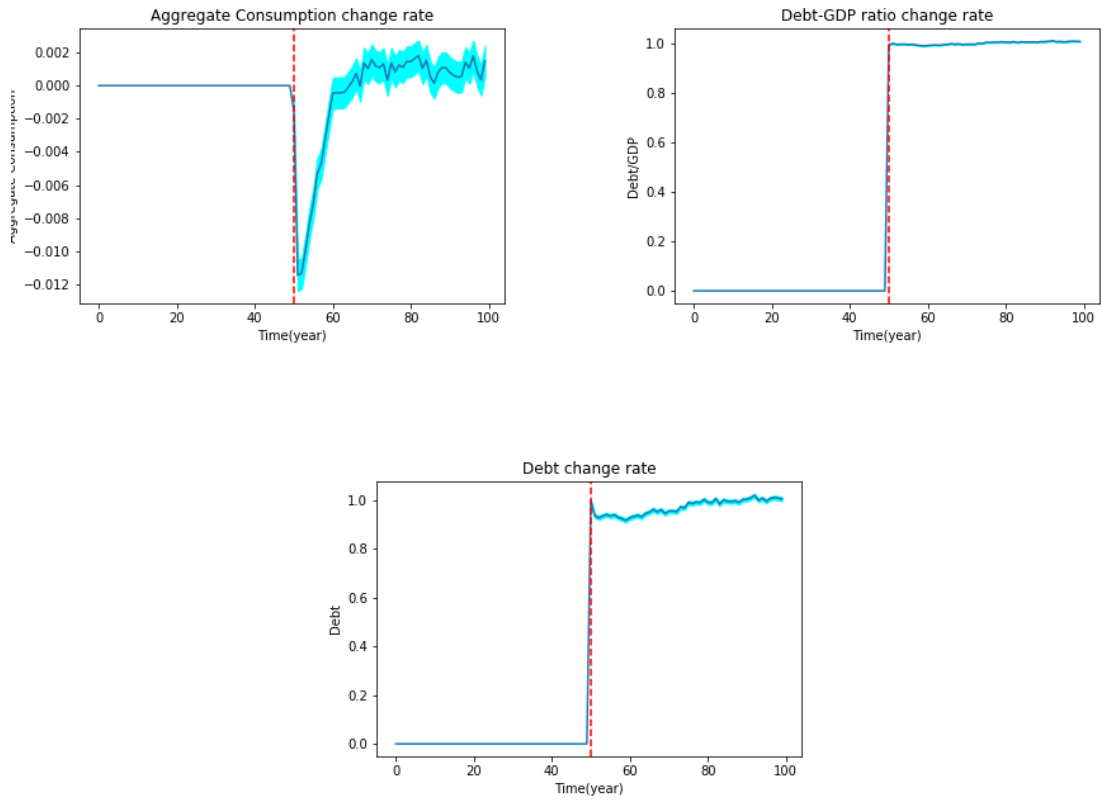 Aggregate Consumption change rate
0.002
0.000
−0.002
−0.004
−0.006
−0.008
−0.010
−0.012
Aggregate Consumption
0 20 40 60 80 100
Time(year)
Debt-GDP ratio change rate
1.0
0.8
0.6
0.4
0.2
0.0
Debt/GDP
0 20 40 60 80 100
Time(year)
Debt change rate
1.0
0.8
0.6
0.4
0.2
0.0
Debt
0 20 40 60 80 100
Time(year)